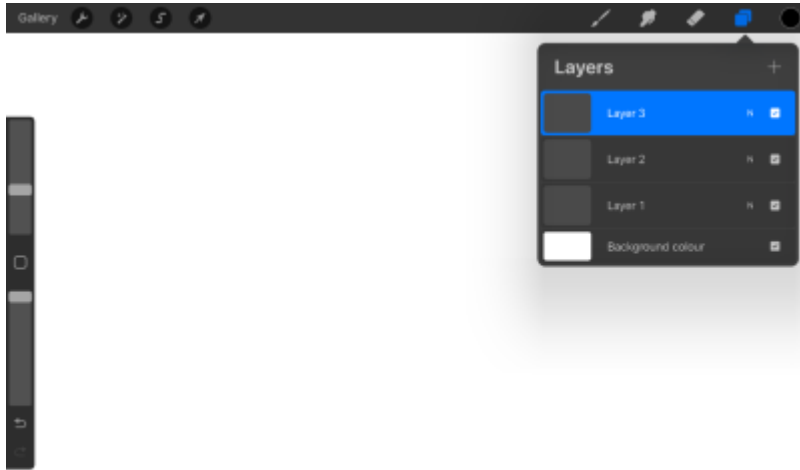 Gallery
Layers
Layer 3 N
Layer 2 N
Layer 1 N
Background colour